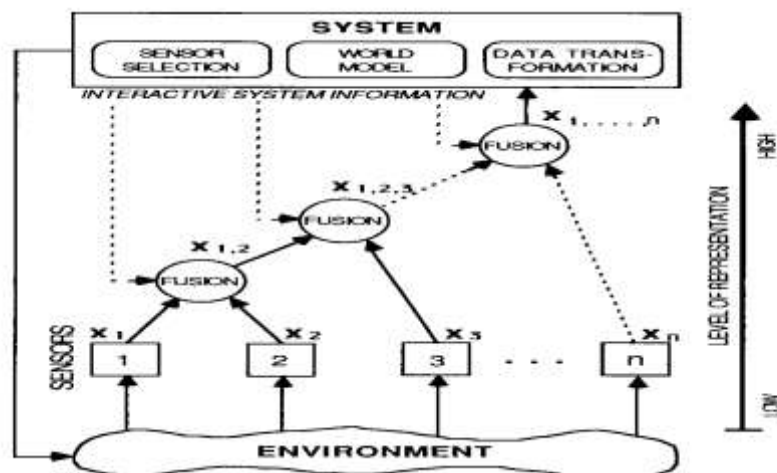 SYSTEM
SENSOR SELECTION
WORLD MODEL
DATA TRANS-FORMATION
INTERACTIVE SYSTEM INFORMATION
X 1, . . . . , n
FUSION
X 1,2,3
FUSION
X 1,2
FUSION
X 1
X 2
X 3
X n
SENSORS
1
2
3
. . .
n
ENVIRONMENT
HIGH
LEVEL OF REPRESENTATION
LOW